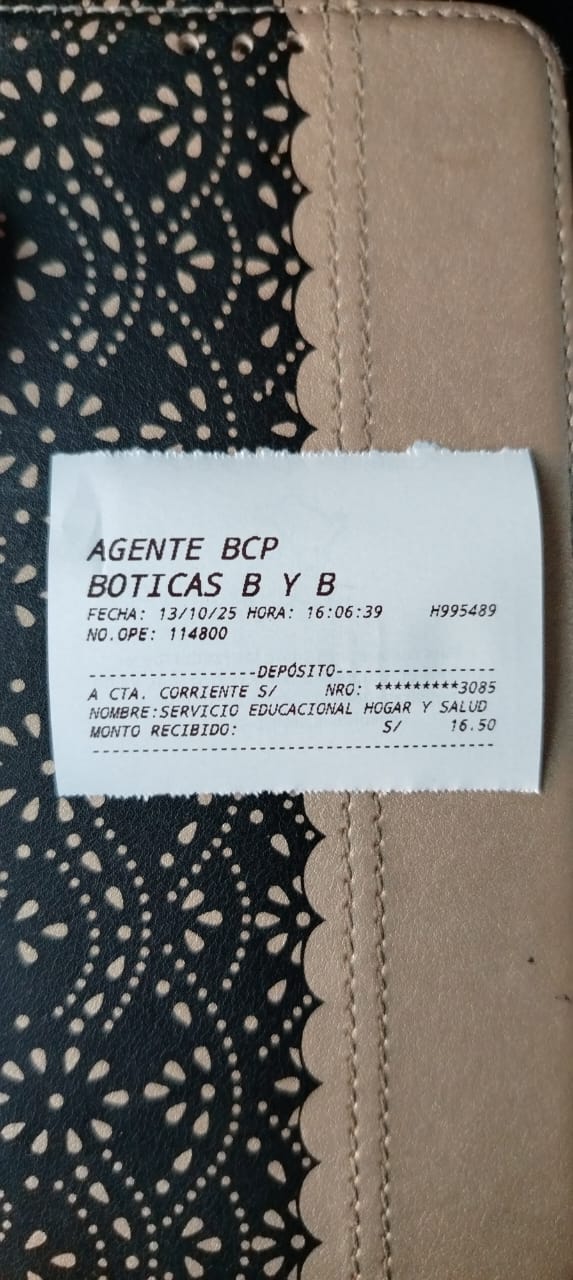 AGENTE BCP
BOTICAS B Y B
FECHA: 13/10/25 HORA: 16:06:39 H995489
NO.OPE: 114800
------------------DEPÓSITO-----------------
A CTA. CORRIENTE S/ NRO: *********3085
NOMBRE:SERVICIO EDUCACIONAL HOGAR Y SALUD
MONTO RECIBIDO: S/ 16.50
--------------------------------------------